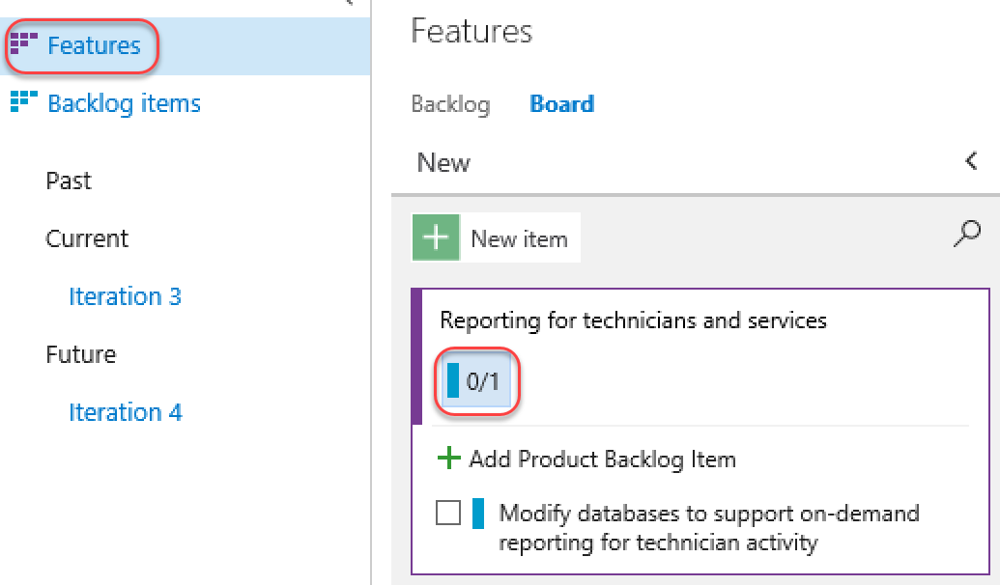 Features
Backlog items
Past
Current
Iteration 3
Future
Iteration 4
Features
Backlog Board
New
New item
Reporting for technicians and services
0/1
Add Product Backlog Item
Modify databases to support on-demand
reporting for technician activity